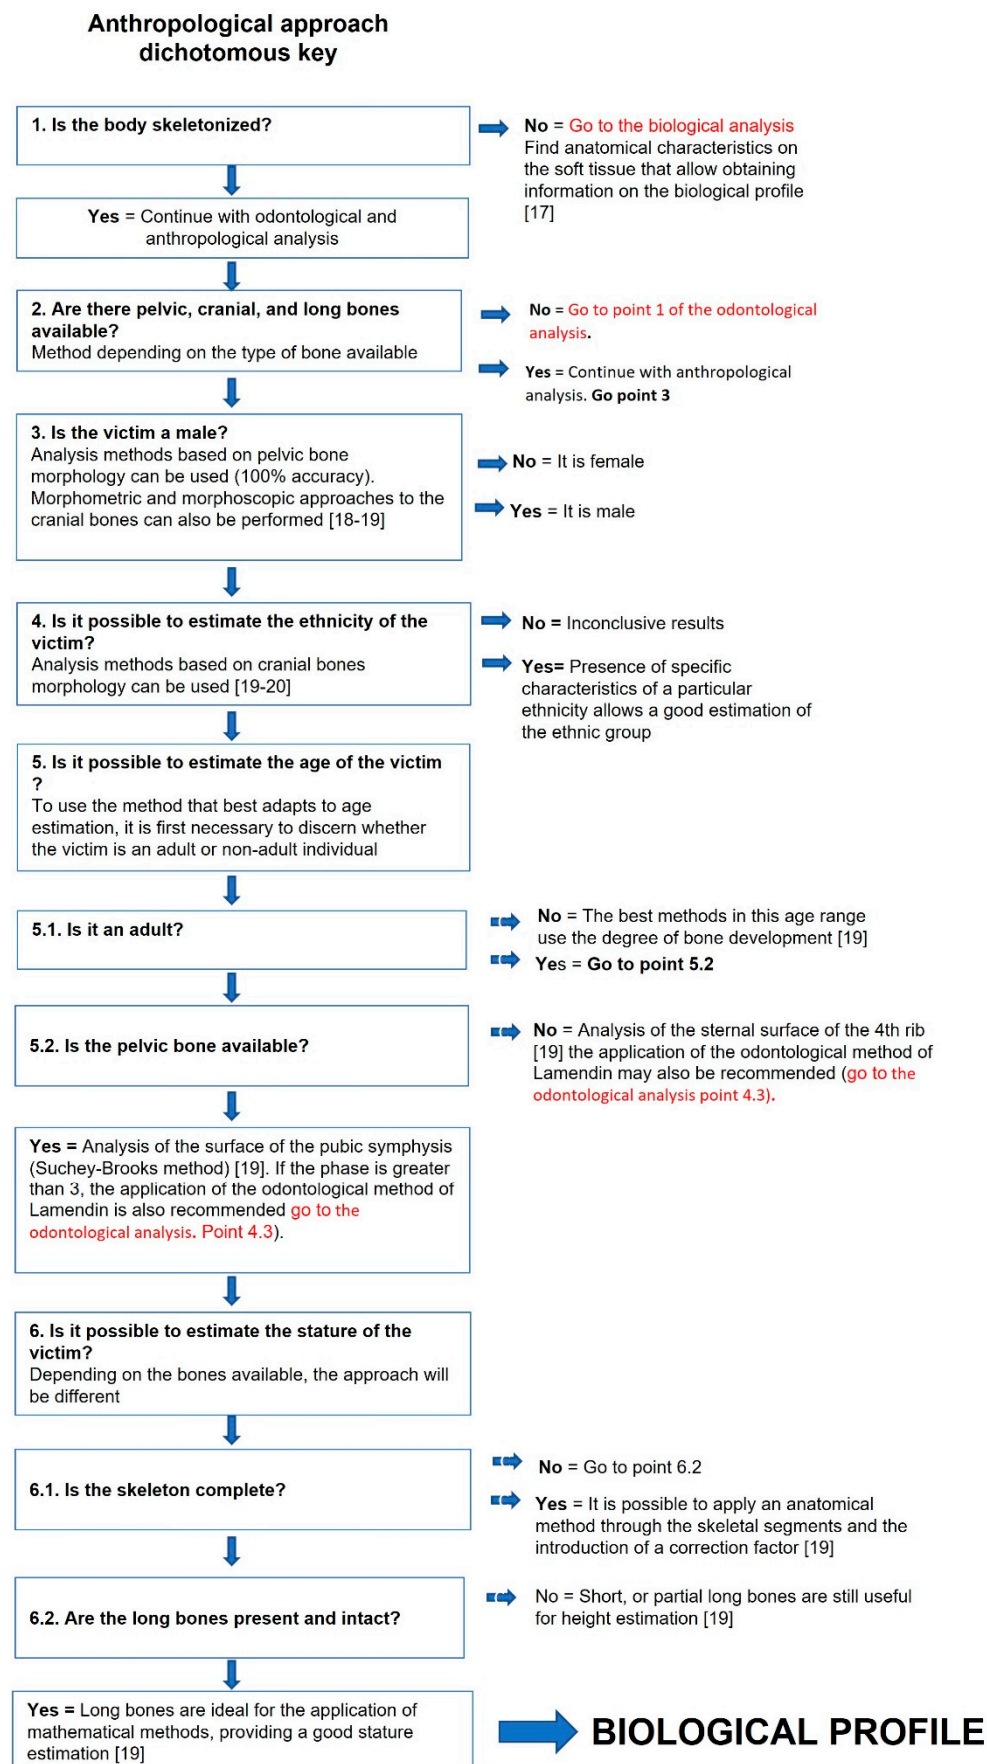 Anthropological approach
dichotomous key
1. Is the body skeletonized?
No = Go to the biological analysis
Find anatomical characteristics on
the soft tissue that allow obtaining
information on the biological profile
[17]
Yes = Continue with odontological and
anthropological analysis
2. Are there pelvic, cranial, and long bones
available?
Method depending on the type of bone available
No = Go to point 1 of the odontological
analysis.
Yes = Continue with anthropological
analysis. Go point 3
3. Is the victim a male?
Analysis methods based on pelvic bone
morphology can be used (100% accuracy).
Morphometric and morphoscopic approaches to the
cranial bones can also be performed [18-19]
No = It is female
Yes = It is male
4. Is it possible to estimate the ethnicity of the
victim?
Analysis methods based on cranial bones
morphology can be used [19-20]
No = Inconclusive results
Yes= Presence of specific
characteristics of a particular
ethnicity allows a good estimation of
the ethnic group
5. Is it possible to estimate the age of the victim
?
To use the method that best adapts to age
estimation, it is first necessary to discern whether
the victim is an adult or non-adult individual
5.1. Is it an adult?
No = The best methods in this age range
use the degree of bone development [19]
Yes = Go to point 5.2
5.2. Is the pelvic bone available?
No = Analysis of the sternal surface of the 4th rib
[19] the application of the odontological method of
Lamendin may also be recommended (go to the
odontological analysis point 4.3).
Yes = Analysis of the surface of the pubic symphysis
(Suchey-Brooks method) [19]. If the phase is greater
than 3, the application of the odontological method of
Lamendin is also recommended go to the
odontological analysis. Point 4.3).
6. Is it possible to estimate the stature of the
victim?
Depending on the bones available, the approach will
be different
6.1. Is the skeleton complete?
No = Go to point 6.2
Yes = It is possible to apply an anatomical
method through the skeletal segments and the
introduction of a correction factor [19]
6.2. Are the long bones present and intact?
No = Short, or partial long bones are still useful
for height estimation [19]
Yes = Long bones are ideal for the application of
mathematical methods, providing a good stature
estimation [19]
BIOLOGICAL PROFILE